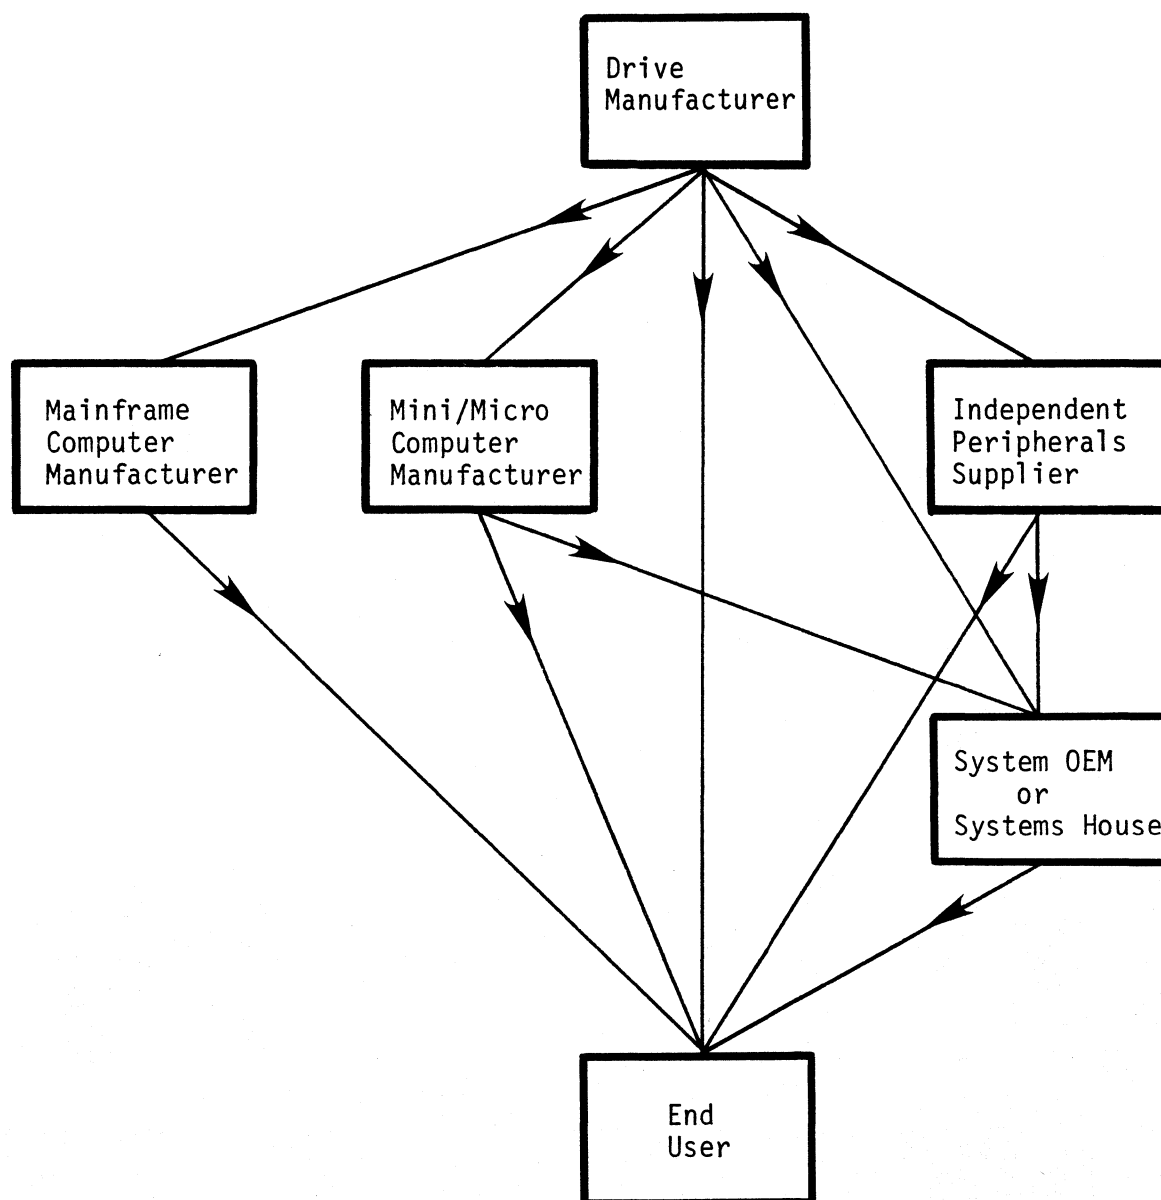 Drive
Manufacturer
Mainframe
Computer
Manufacturer
Mini/Micro
Computer
Manufacturer
Independent
Peripherals
Supplier
System OEM
or
Systems House
End
User